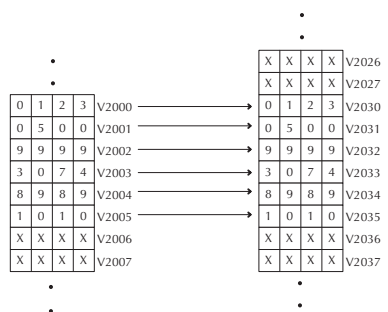 X X X X V2026
X X X X V2027
0 1 2 3 V2000 0 1 2 3 V2030
0 5 0 0 V2001 0 5 0 0 V2031
9 9 9 9 V2002 9 9 9 9 V2032
3 0 7 4 V2003 3 0 7 4 V2033
8 9 8 9 V2004 8 9 8 9 V2034
1 0 1 0 V2005 1 0 1 0 V2035
X X X X V2006 X X X X V2036
X X X X V2007 X X X X V2037